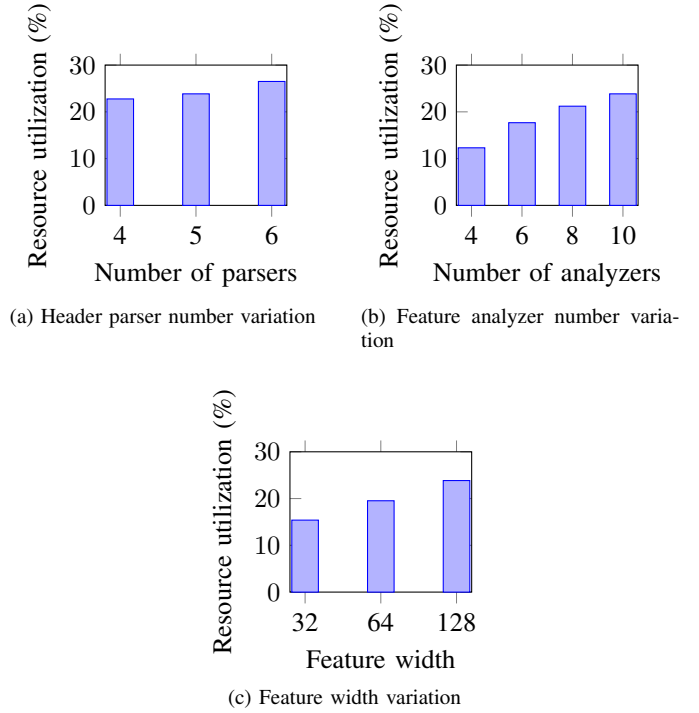 Resource utilization (%)
30
20
10
0
4 5 6
Number of parsers
(a) Header parser number variation
Resource utilization (%)
30
20
10
0
4 6 8 10
Number of analyzers
(b) Feature analyzer number varia-
tion
Resource utilization (%)
30
20
10
0
32 64 128
Feature width
(c) Feature width variation